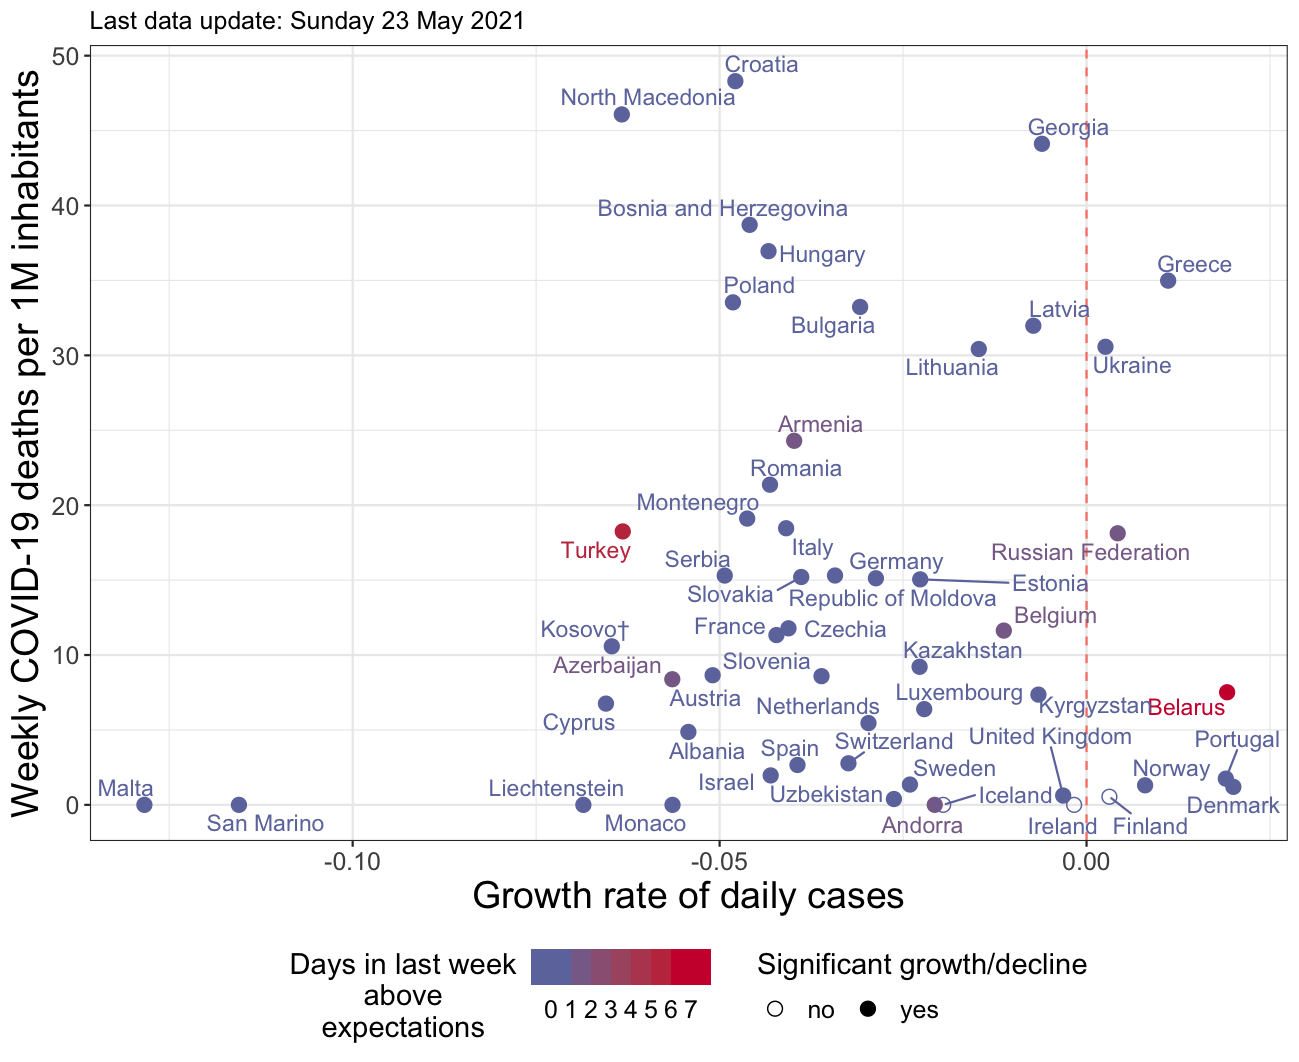 Last data update: Sunday 23 May 2021
Weekly COVID-19 deaths per 1M inhabitants
50
40
30
20
10
0
Croatia
North Macedonia
Georgia
Bosnia and Herzegovina
Hungary
Greece
Poland
Latvia
Bulgaria
Lithuania
Ukraine
Armenia
Romania
Montenegro
Turkey
Italy
Russian Federation
Serbia
Germany
Estonia
Slovakia
Republic of Moldova
Belgium
Kosovo†
France
Czechia
Kazakhstan
Azerbaijan
Slovenia
Austria
Luxembourg
Netherlands
Kyrgyzstan
Belarus
Cyprus
United Kingdom
Portugal
Albania
Spain
Switzerland
Sweden
Norway
Malta
Liechtenstein
Israel
Uzbekistan
Iceland
Denmark
San Marino
Monaco
Andorra
Ireland
Finland
-0.10
-0.05
0.00
Growth rate of daily cases
Days in last week
above
expectations
0 1 2 3 4 5 6 7
Significant growth/decline
no
yes